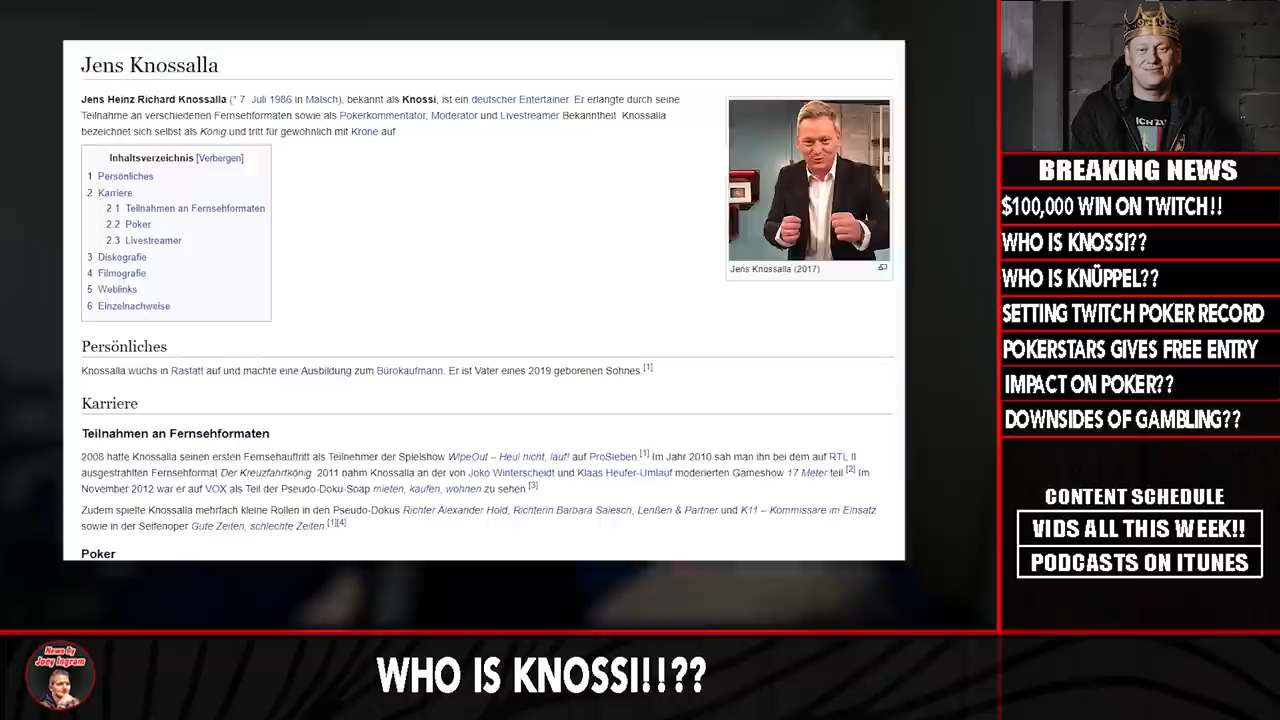 Jens Knossalla
Jens Heinz Richard Knossalla (* 7. Juli 1986 in Malsch), bekannt als Knossi, ist ein deutscher Entertainer. Er erlangte durch seine
Teilnahme an verschiedenen Fernsehformaten sowie als Pokerkommentator, Moderator und Livestreamer Bekanntheit. Knossalla
bezeichnet sich selbst als König und tritt für gewöhnlich mit Krone auf.
Inhaltsverzeichnis [Verbergen]
1 Persönliches
2 Karriere
2.1 Teilnahmen an Fernsehformaten
2.2 Poker
2.3 Livestreamer
3 Diskografie
4 Filmografie
5 Weblinks
6 Einzelnachweise
Jens Knossalla (2017)
Persönliches
Knossalla wuchs in Rastatt auf und machte eine Ausbildung zum Bürokaufmann. Er ist Vater eines 2019 geborenen Sohnes.[1]
Karriere
Teilnahmen an Fernsehformaten
2008 hatte Knossalla seinen ersten Fernsehauftritt als Teilnehmer der Spielshow WipeOut – Heul nicht, lauf! auf ProSieben.[1] Im Jahr 2010 sah man ihn bei dem auf RTL II
ausgestrahlten Fernsehformat Der Kreuzfahrtkönig. 2011 nahm Knossalla an der von Joko Winterscheidt und Klaas Heufer-Umlauf moderierten Gameshow 17 Meter teil.[2] Im
November 2012 war er auf VOX als Teil der Pseudo-Doku-Soap mieten, kaufen, wohnen zu sehen.[3]
Zudem spielte Knossalla mehrfach kleine Rollen in den Pseudo-Dokus Richter Alexander Hold, Richterin Barbara Salesch, Lenßen & Partner und K11 – Kommissare im Einsatz
sowie in der Seifenoper Gute Zeiten, schlechte Zeiten.[1][4]
Poker
BREAKING NEWS
$100,000 WIN ON TWITCH!!
WHO IS KNOSSI??
WHO IS KNÜPPEL??
SETTING TWITCH POKER RECORD
POKERSTARS GIVES FREE ENTRY
IMPACT ON POKER??
DOWNSIDES OF GAMBLING??
CONTENT SCHEDULE
VIDS ALL THIS WEEK!!
PODCASTS ON ITUNES
News By
Joey Ingram
WHO IS KNOSSI!!??